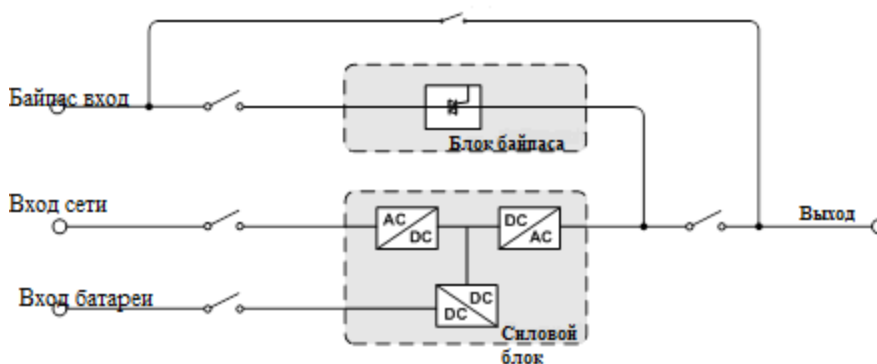 Байпас вход
Блок байпаса
Вход сети
AC
DC
DC
AC
Выход
Вход батареи
DC
DC
Силовой
блок